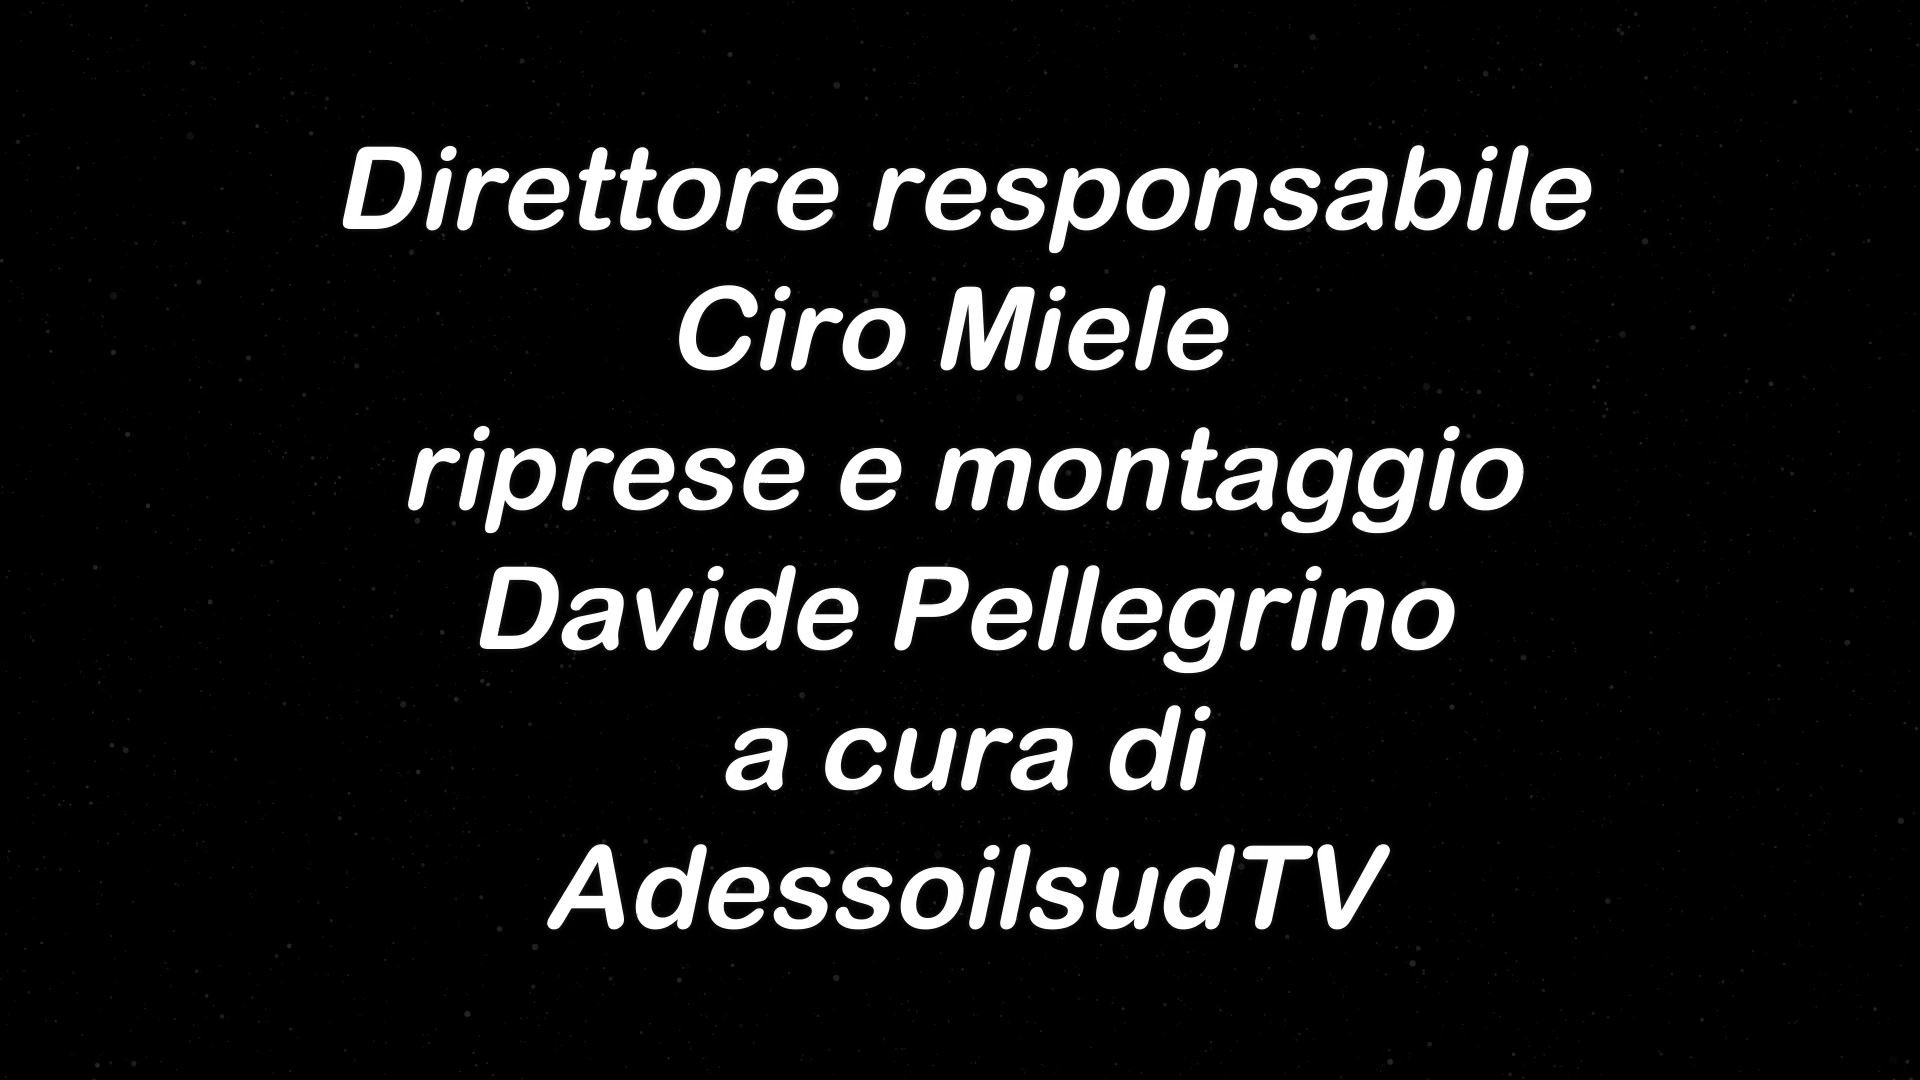 Direttore responsabile
Ciro Miele
riprese e montaggio
Davide Pellegrino
a cura di
AdessoilsudTV